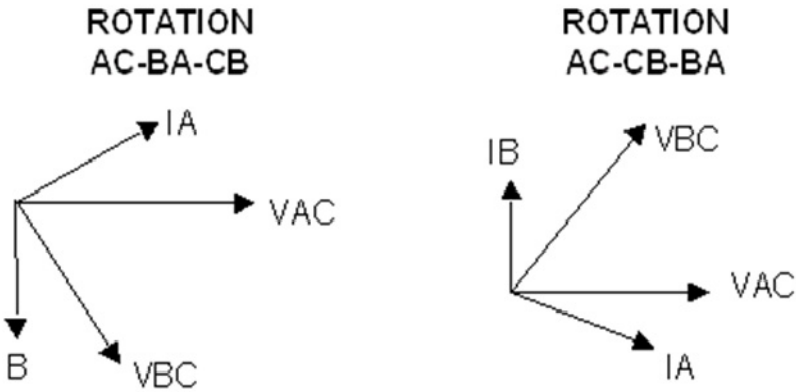 ROTATION
AC-BA-CB
IA
VAC
B
VBC
ROTATION
AC-CB-BA
IB
VBC
VAC
IA